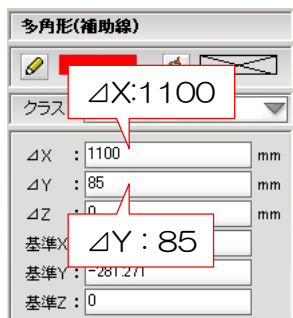 多角形(補助線)
クラス
⊿X:1100
⊿X : 1100 mm
⊿Y : 85 mm
⊿Z : 0 mm
⊿Y：85
基準X
基準Y : -281.271
基準Z : 0